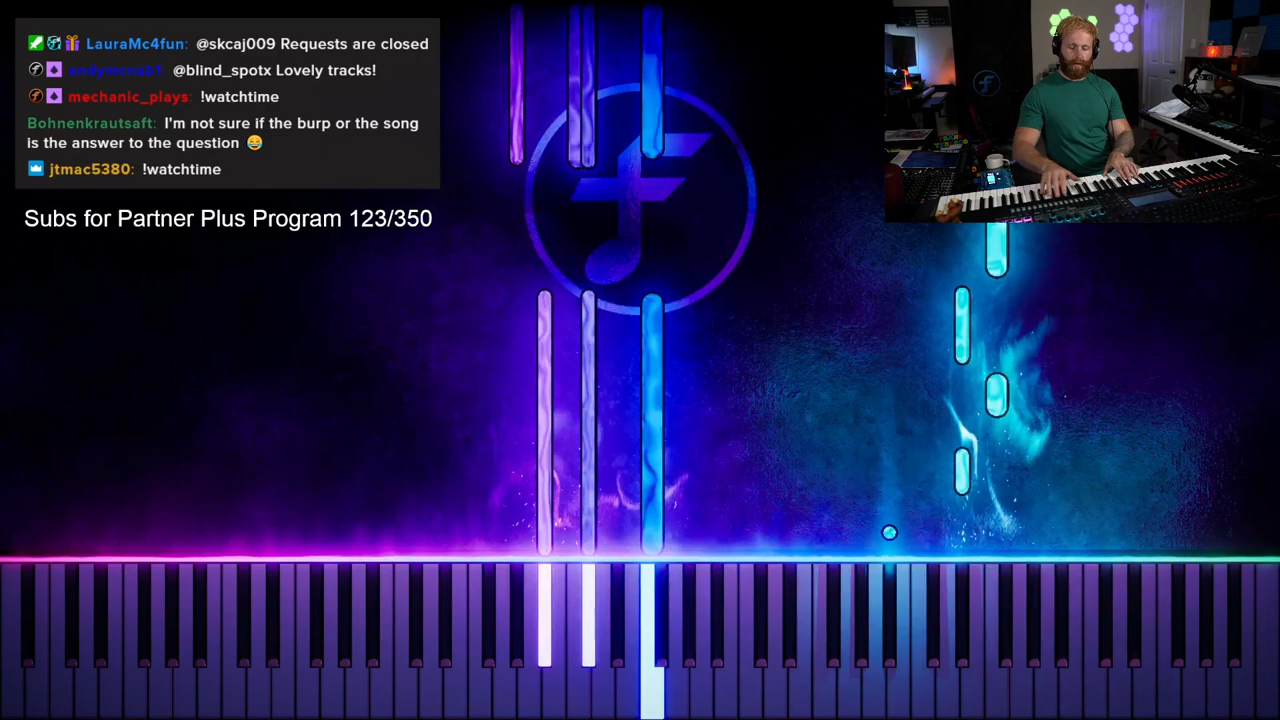 LauraMc4fun: @skcaj009 Requests are closed
andymcnab1: @blind_spotx Lovely tracks!
mechanic_plays: !watchtime
Bohnenkrautsaft: I'm not sure if the burp or the song
is the answer to the question 😂
jtmac5380: !watchtime
Subs for Partner Plus Program 123/350